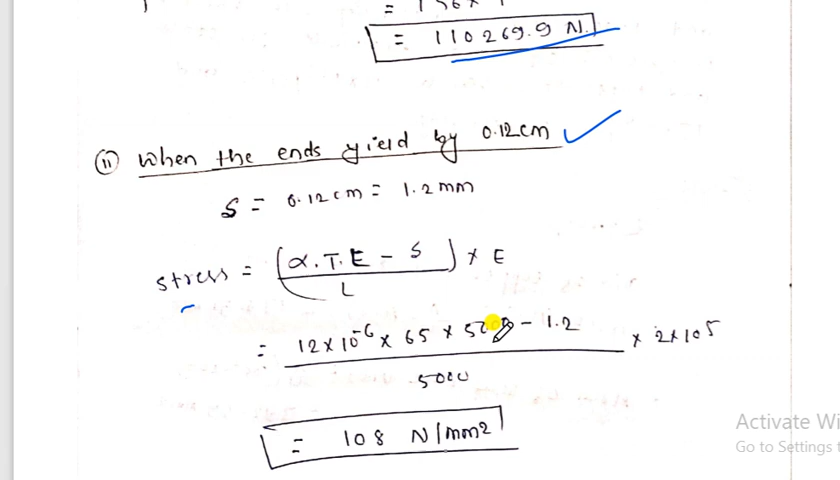 = 110269.9 N.
(ii) When the ends yield by 0.12cm
S = 0.12cm = 1.2mm
stress = (α.T.E - S / L) × E
= 12×10⁻⁶ × 65 × 5000 - 1.2 / 5000 × 2×10⁵
= 108 N/mm2
Activate Wi
Go to Settings t